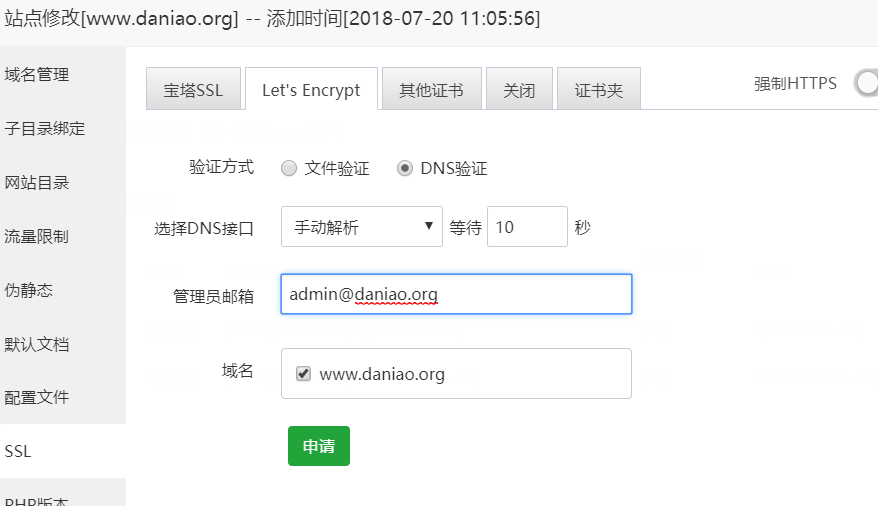 站点修改[www.daniao.org] -- 添加时间[2018-07-20 11:05:56]
域名管理
子目录绑定
网站目录
流量限制
伪静态
默认文档
配置文件
SSL
PHP版本
宝塔SSL Let's Encrypt 其他证书 关闭 证书夹 强制HTTPS
验证方式 文件验证 DNS验证
选择DNS接口 手动解析 等待 10 秒
管理员邮箱 admin@daniao.org
域名 www.daniao.org
申请